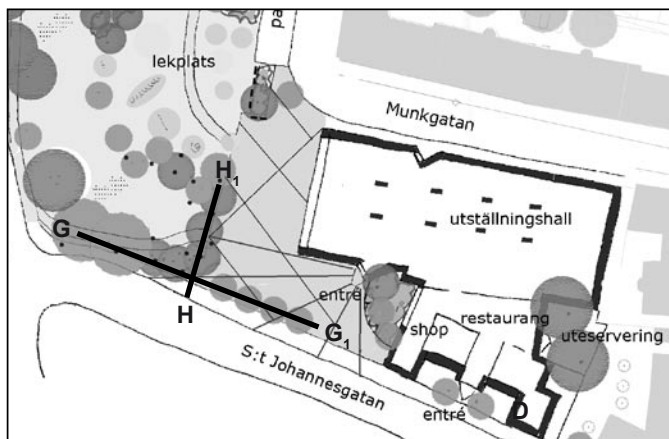 pa
lekplats
Munkgatan
H1
G
utställningshall
H
entré
G1
shop
restaurang
uteservering
S:t Johannesgatan
entré
D